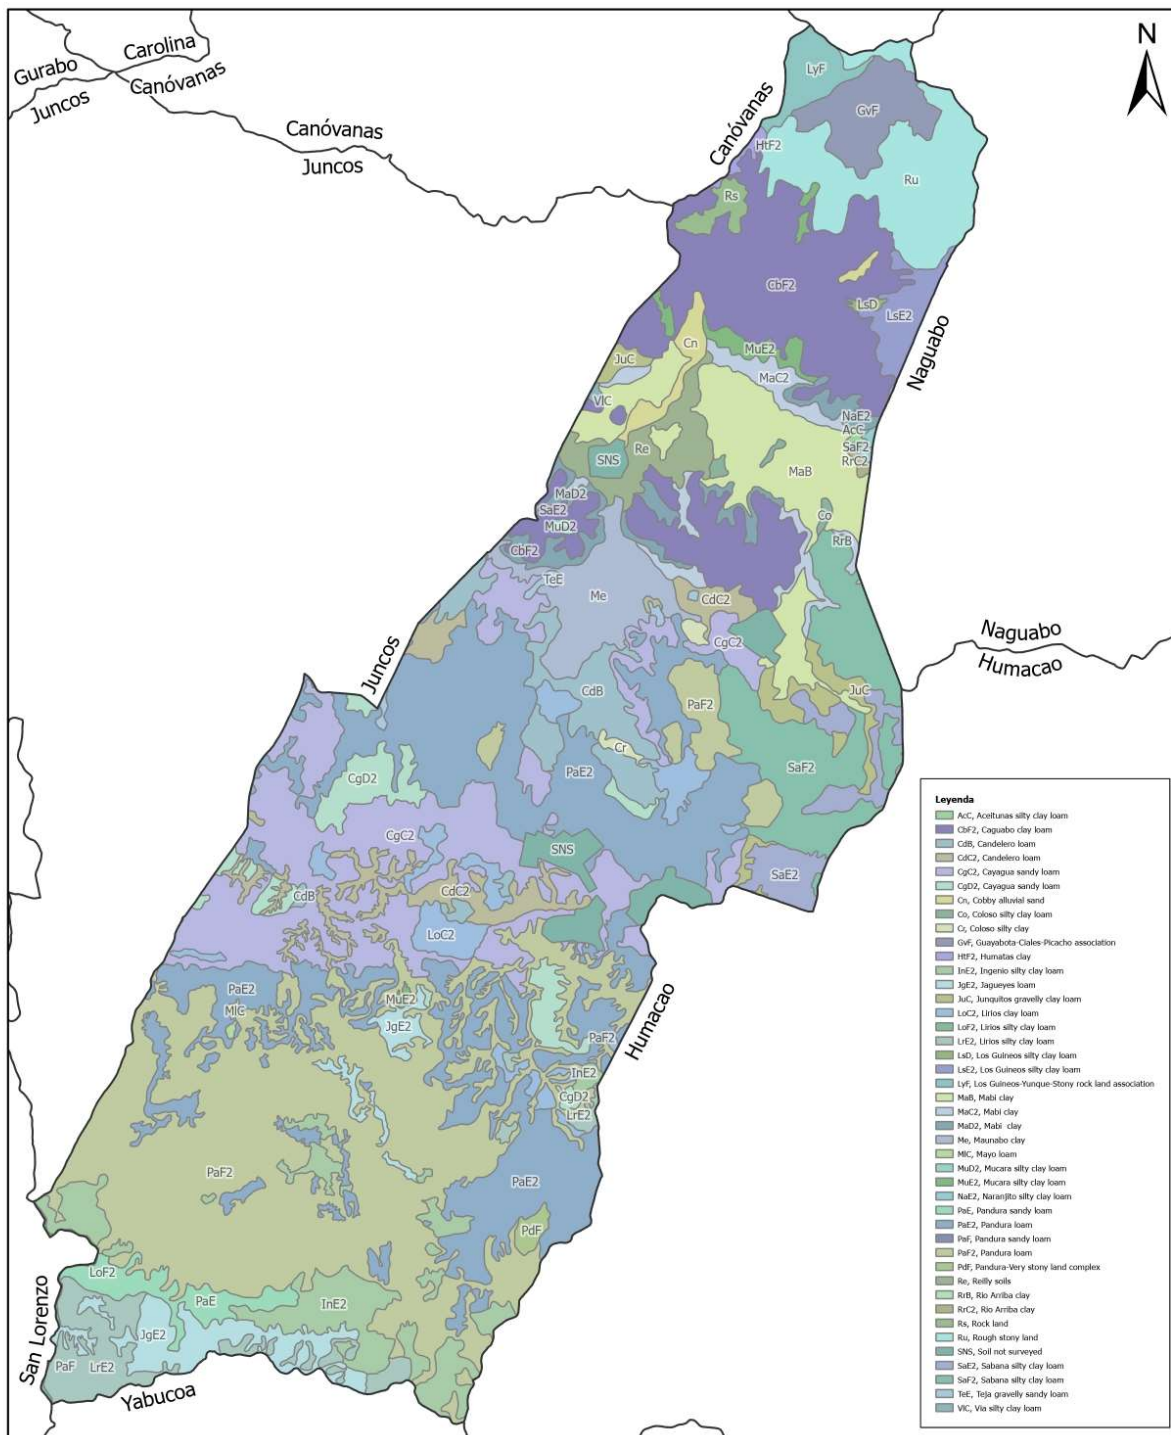 N
Carolina
Gurabo
Canóvanas
Juncos
Canóvanas
Juncos
Canóvanas
LyF
GvF
HtF2
Ru
Rs
CbF2
LsD
LsE2
Naguabo
Cn
MuE2
JuC
MaC2
VIC
NaE2
AcC
SaF2
RrC2
Re
SNS
MaB
MaD2
SaE2
MuD2
Co
CbF2
RrB
TeE
Me
CdC2
Naguabo
Humacao
CgC2
Juncos
CdB
JuC
PaF2
Cr
SaF2
PaE2
CgD2
CgC2
SNS
SaE2
CdC2
CdB
LoC2
PaE2
MuE2
MIC
JgE2
PaF2
Humacao
InE2
CgD2
LrE2
PaF2
PaE2
PdF
LoF2
PaE
InE2
JgE2
San Lorenzo
PaF
LrE2
Yabucoa
Leyenda
AcC, Aceitunas silty clay loam
CbF2, Caguabo clay loam
CdB, Candelero loam
CdC2, Candelero loam
CgC2, Cayagua sandy loam
CgD2, Cayagua sandy loam
Cn, Cobby alluvial sand
Co, Coloso silty clay loam
Cr, Coloso silty clay
GvF, Guayabota-Ciales-Picacho association
HtF2, Humatas clay
InE2, Ingenio silty clay loam
JgE2, Jagueyes loam
JuC, Junquitos gravelly clay loam
LoC2, Lirios clay loam
LoF2, Lirios silty clay loam
LrE2, Lirios silty clay loam
LsD, Los Guineos silty clay loam
LsE2, Los Guineos silty clay loam
LyF, Los Guineos-Yunque-Stony rock land association
MaB, Mabi clay
MaC2, Mabi clay
MaD2, Mabi clay
Me, Maunabo clay
MlC, Mayo loam
MuD2, Mucara silty clay loam
MuE2, Mucara silty clay loam
NaE2, Naranjito silty clay loam
PaE, Pandura sandy loam
PaE2, Pandura loam
PaF, Pandura sandy loam
PaF2, Pandura loam
PdF, Pandura-Very stony land complex
Re, Reilly soils
RrB, Rio Arriba clay
RrC2, Rio Arriba clay
Rs, Rock land
Ru, Rough stony land
SNS, Soil not surveyed
SaE2, Sabana silty clay loam
SaF2, Sabana silty clay loam
TeE, Teja gravelly sandy loam
VIC, Via silty clay loam